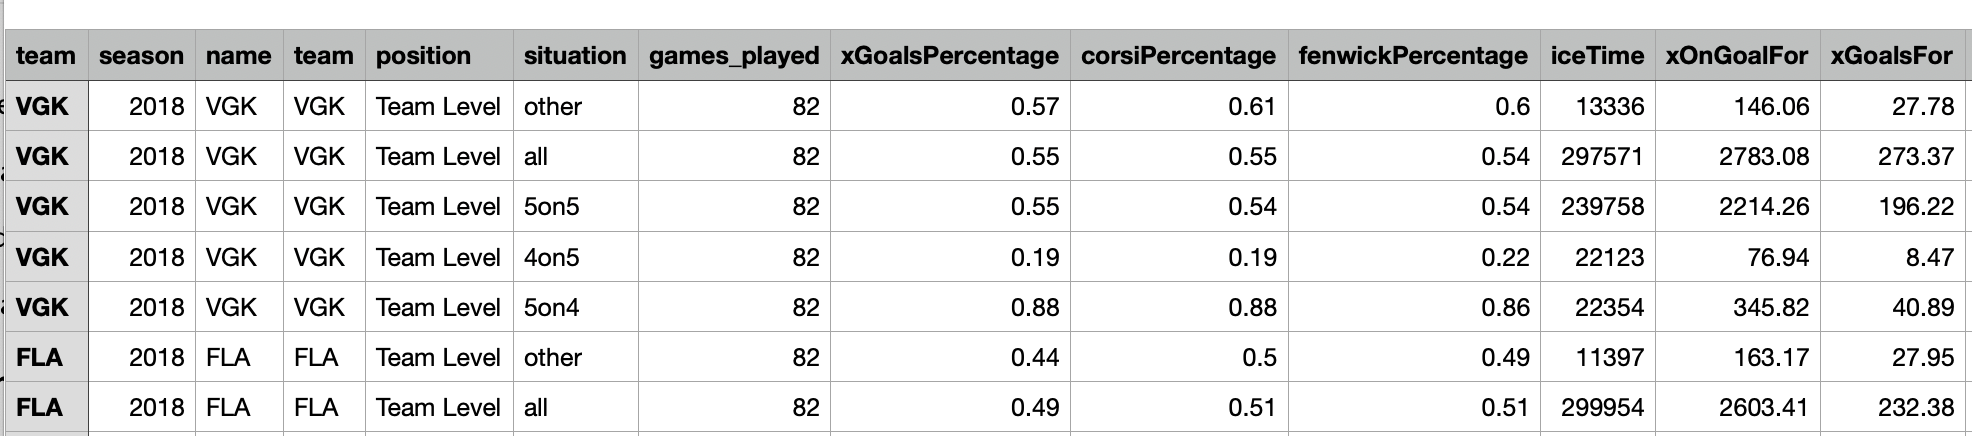 team season name team position situation games_played xGoalsPercentage corsiPercentage fenwickPercentage iceTime xOnGoalFor xGoalsFor
VGK 2018 VGK VGK Team Level other 82 0.57 0.61 0.6 13336 146.06 27.78
VGK 2018 VGK VGK Team Level all 82 0.55 0.55 0.54 297571 2783.08 273.37
VGK 2018 VGK VGK Team Level 5on5 82 0.55 0.54 0.54 239758 2214.26 196.22
VGK 2018 VGK VGK Team Level 4on5 82 0.19 0.19 0.22 22123 76.94 8.47
VGK 2018 VGK VGK Team Level 5on4 82 0.88 0.88 0.86 22354 345.82 40.89
FLA 2018 FLA FLA Team Level other 82 0.44 0.5 0.49 11397 163.17 27.95
FLA 2018 FLA FLA Team Level all 82 0.49 0.51 0.51 299954 2603.41 232.38